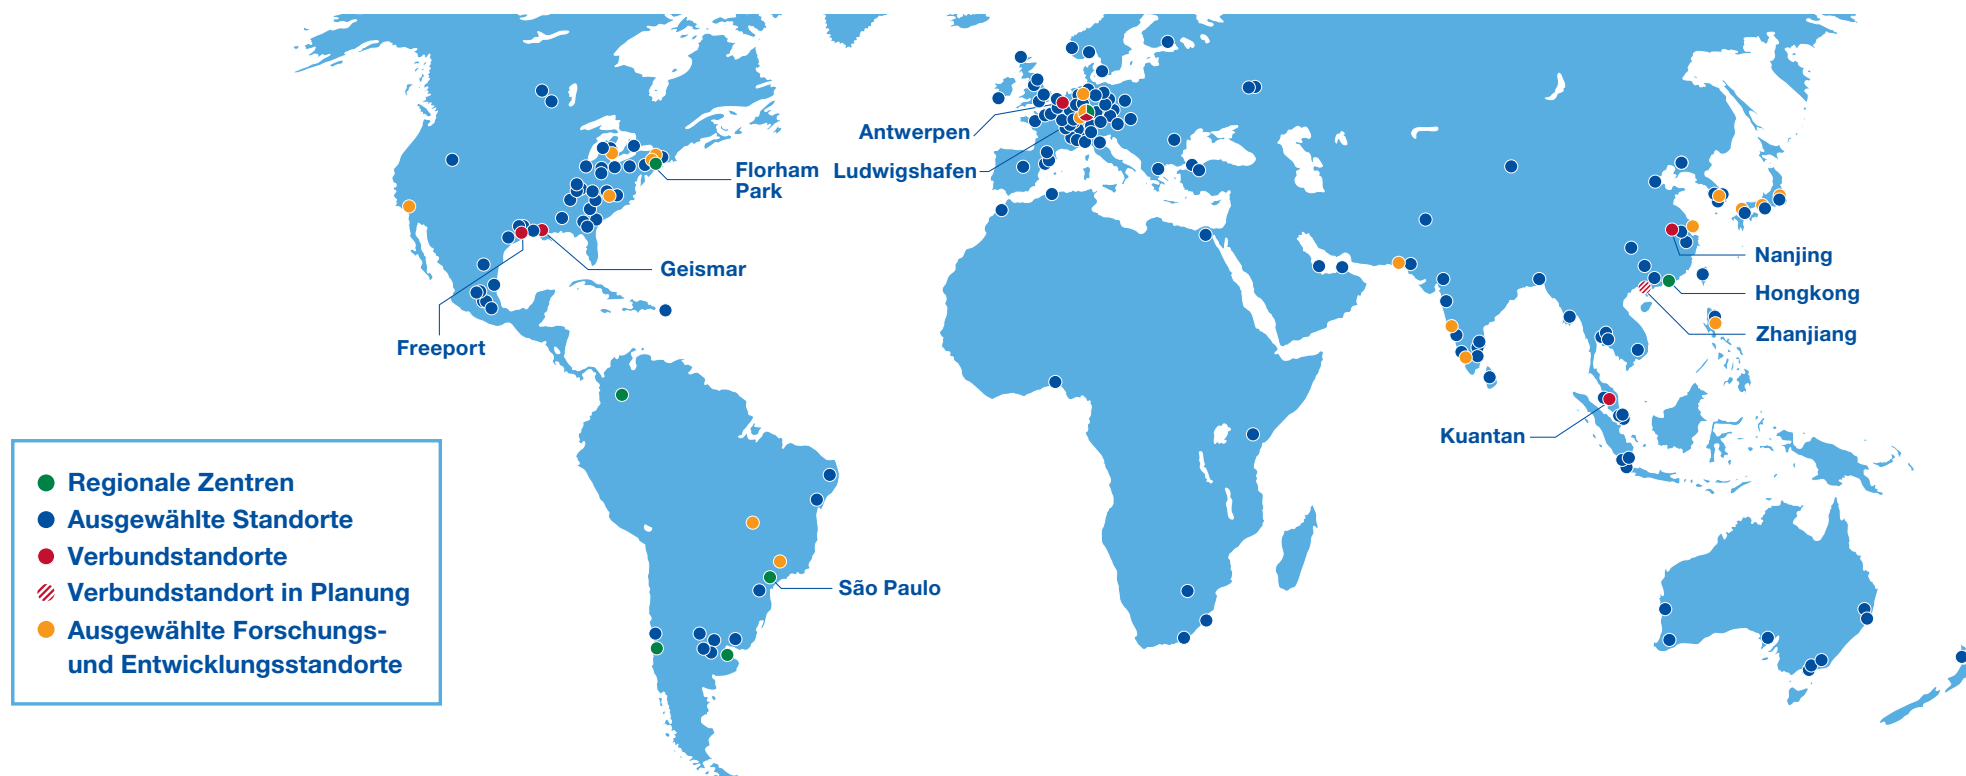 Antwerpen
Ludwigshafen
Florham
Park
Geismar
Freeport
Nanjing
Hongkong
Zhanjiang
Kuantan
São Paulo
Regionale Zentren
Ausgewählte Standorte
Verbundstandorte
Verbundstandort in Planung
Ausgewählte Forschungs-
und Entwicklungsstandorte